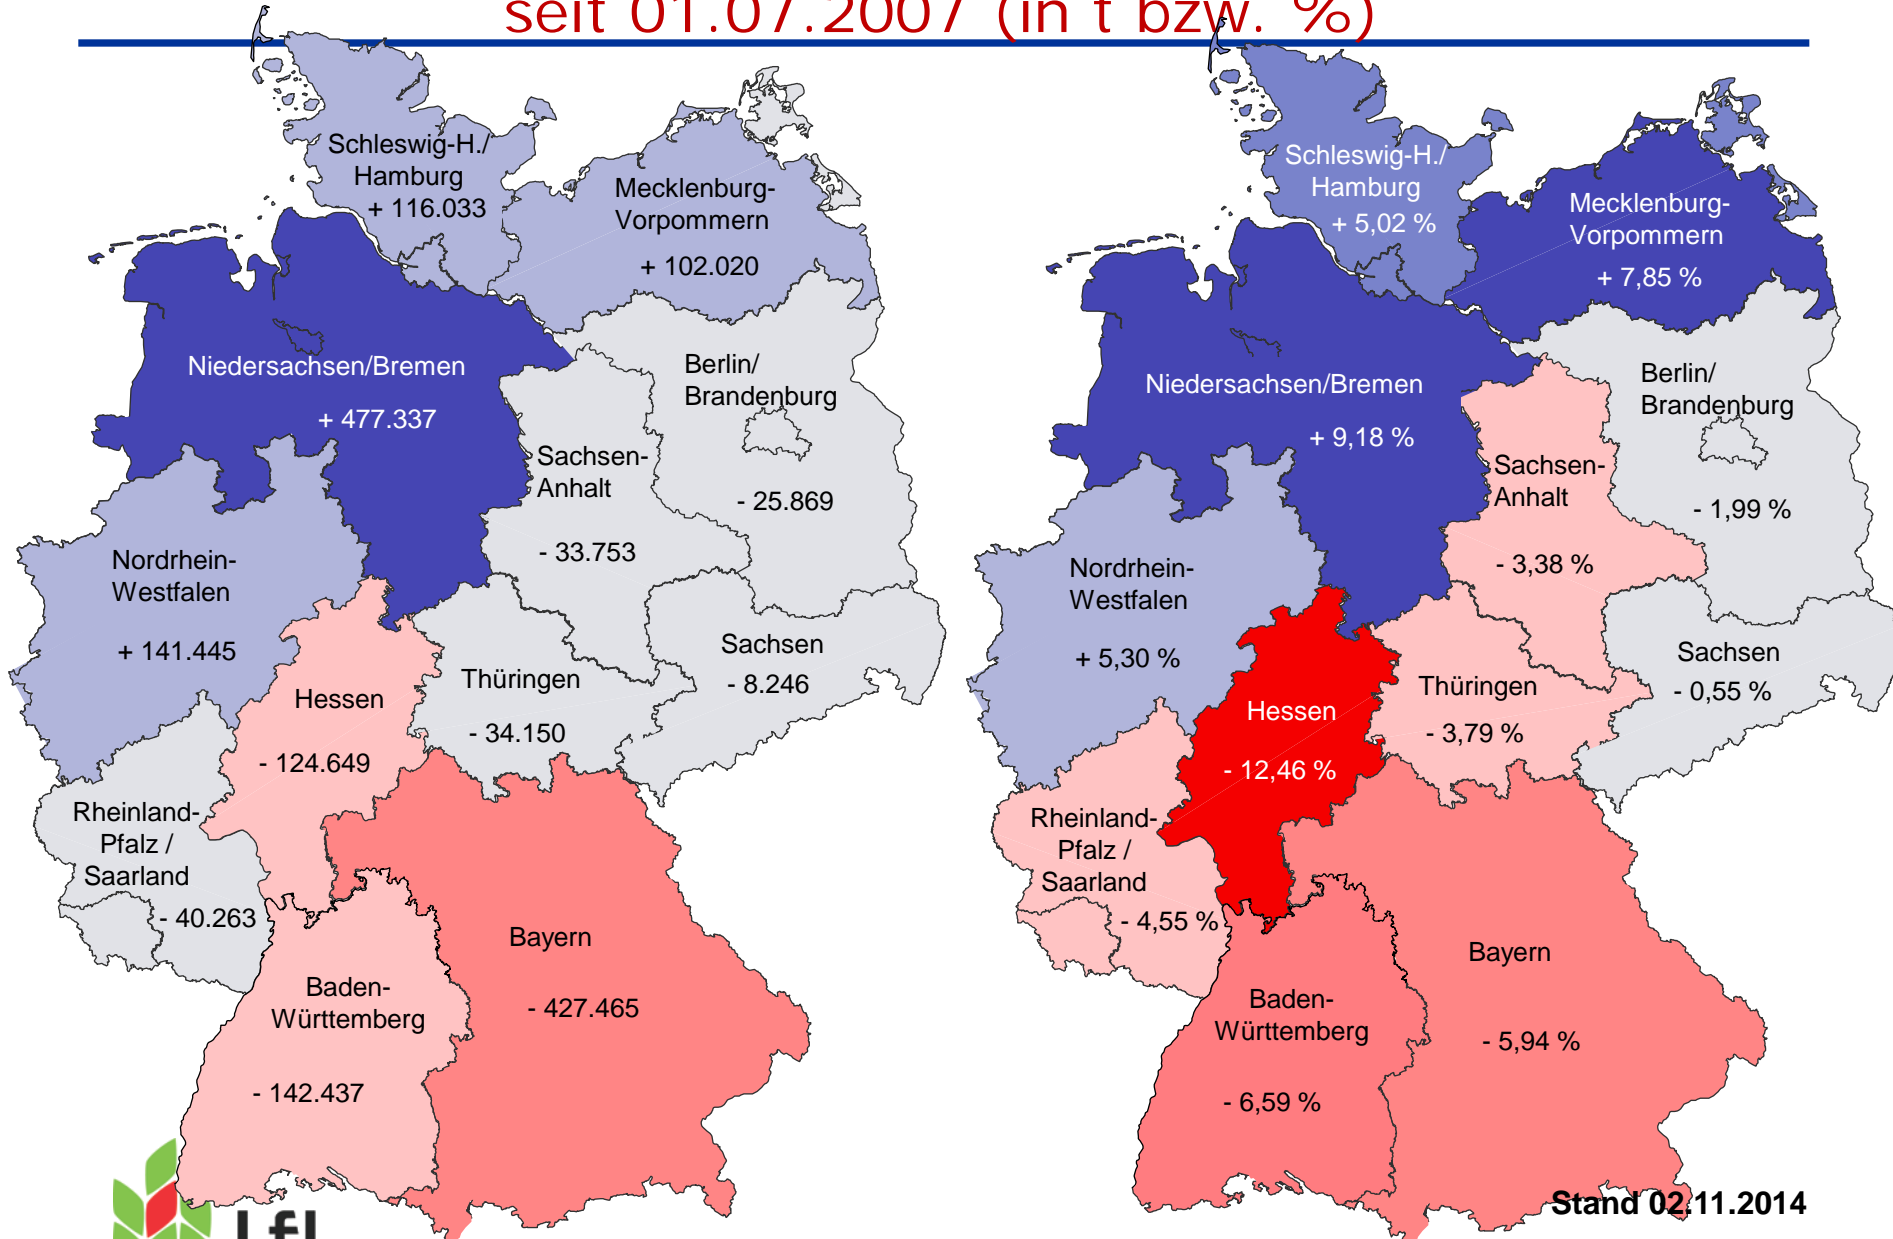 seit 01.07.2007 (in t bzw. %)
Schleswig-H./
Hamburg
+ 116.033
Mecklenburg-
Vorpommern
+ 102.020
Niedersachsen/Bremen
+ 477.337
Berlin/
Brandenburg
- 25.869
Sachsen-
Anhalt
- 33.753
Nordrhein-
Westfalen
+ 141.445
Sachsen
- 8.246
Thüringen
- 34.150
Hessen
- 124.649
Rheinland-
Pfalz /
Saarland
- 40.263
Bayern
- 427.465
Baden-
Württemberg
- 142.437
Schleswig-H./
Hamburg
+ 5,02 %
Mecklenburg-
Vorpommern
+ 7,85 %
Niedersachsen/Bremen
+ 9,18 %
Berlin/
Brandenburg
- 1,99 %
Sachsen-
Anhalt
- 3,38 %
Nordrhein-
Westfalen
+ 5,30 %
Sachsen
- 0,55 %
Thüringen
- 3,79 %
Hessen
- 12,46 %
Rheinland-
Pfalz /
Saarland
- 4,55 %
Bayern
- 5,94 %
Baden-
Württemberg
- 6,59 %
Stand 02.11.2014
LfL